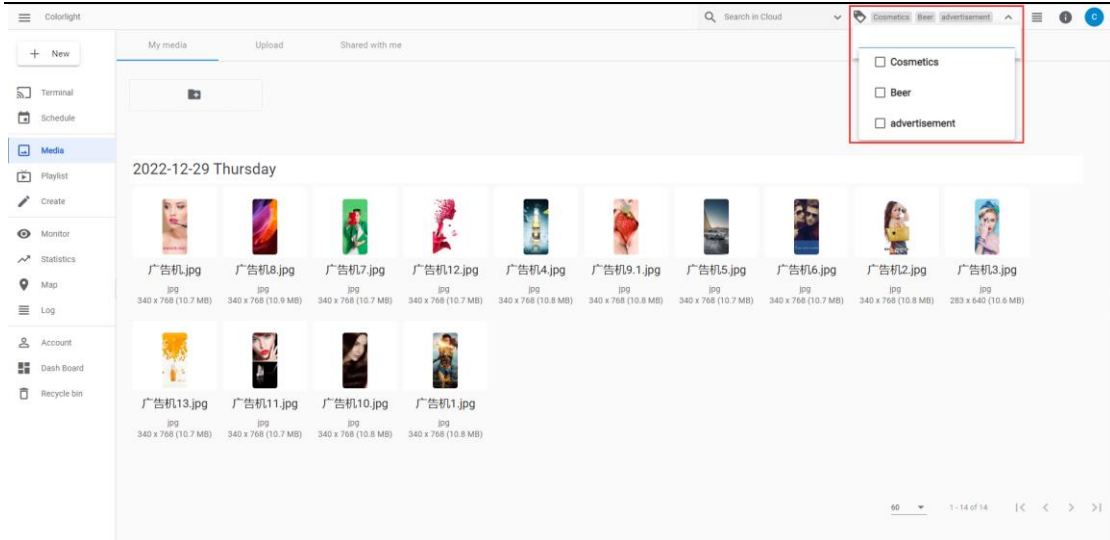 Colorlight
Search in Cloud
Cosmetics Beer advertisement
C
New
Terminal
Schedule
Media
Playlist
Create
Monitor
Statistics
Map
Log
Account
Dash Board
Recycle bin
My media Upload Shared with me
Cosmetics
Beer
advertisement
2022-12-29 Thursday
广告机.jpg 广告机8.jpg 广告机7.jpg 广告机12.jpg 广告机4.jpg 广告机9.1.jpg 广告机5.jpg 广告机6.jpg 广告机2.jpg 广告机3.jpg
jpg jpg jpg jpg jpg jpg jpg jpg jpg jpg
340 x 768 (10.7 MB) 340 x 768 (10.9 MB) 340 x 768 (10.7 MB) 340 x 768 (10.7 MB) 340 x 768 (10.8 MB) 340 x 768 (10.8 MB) 340 x 768 (10.7 MB) 340 x 768 (10.7 MB) 340 x 768 (10.8 MB) 283 x 640 (10.6 MB)
广告机13.jpg 广告机11.jpg 广告机10.jpg 广告机1.jpg
jpg jpg jpg jpg
340 x 768 (10.7 MB) 340 x 768 (10.7 MB) 340 x 768 (10.8 MB) 340 x 768 (10.8 MB)
60 1 - 14 of 14